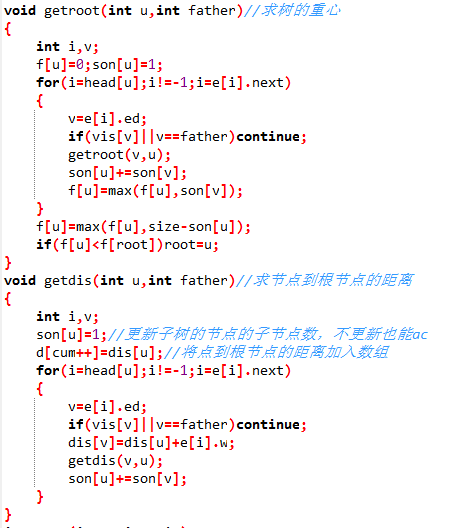 void getroot(int u,int father)//求树的重心
{
    int i,v;
    f[u]=0;son[u]=1;
    for(i=head[u];i!=-1;i=e[i].next)
    {
        v=e[i].ed;
        if(vis[v]||v==father)continue;
        getroot(v,u);
        son[u]+=son[v];
        f[u]=max(f[u],son[v]);
    }
    f[u]=max(f[u],size-son[u]);
    if(f[u]<f[root])root=u;
}
void getdis(int u,int father)//求节点到根节点的距离
{
    int i,v;
    son[u]=1;//更新子树的节点的子节点数，不更新也能ac
    d[cum++]=dis[u];//将点到根节点的距离加入数组
    for(i=head[u];i!=-1;i=e[i].next)
    {
        v=e[i].ed;
        if(vis[v]||v==father)continue;
        dis[v]=dis[u]+e[i].w;
        getdis(v,u);
        son[u]+=son[v];
    }
}